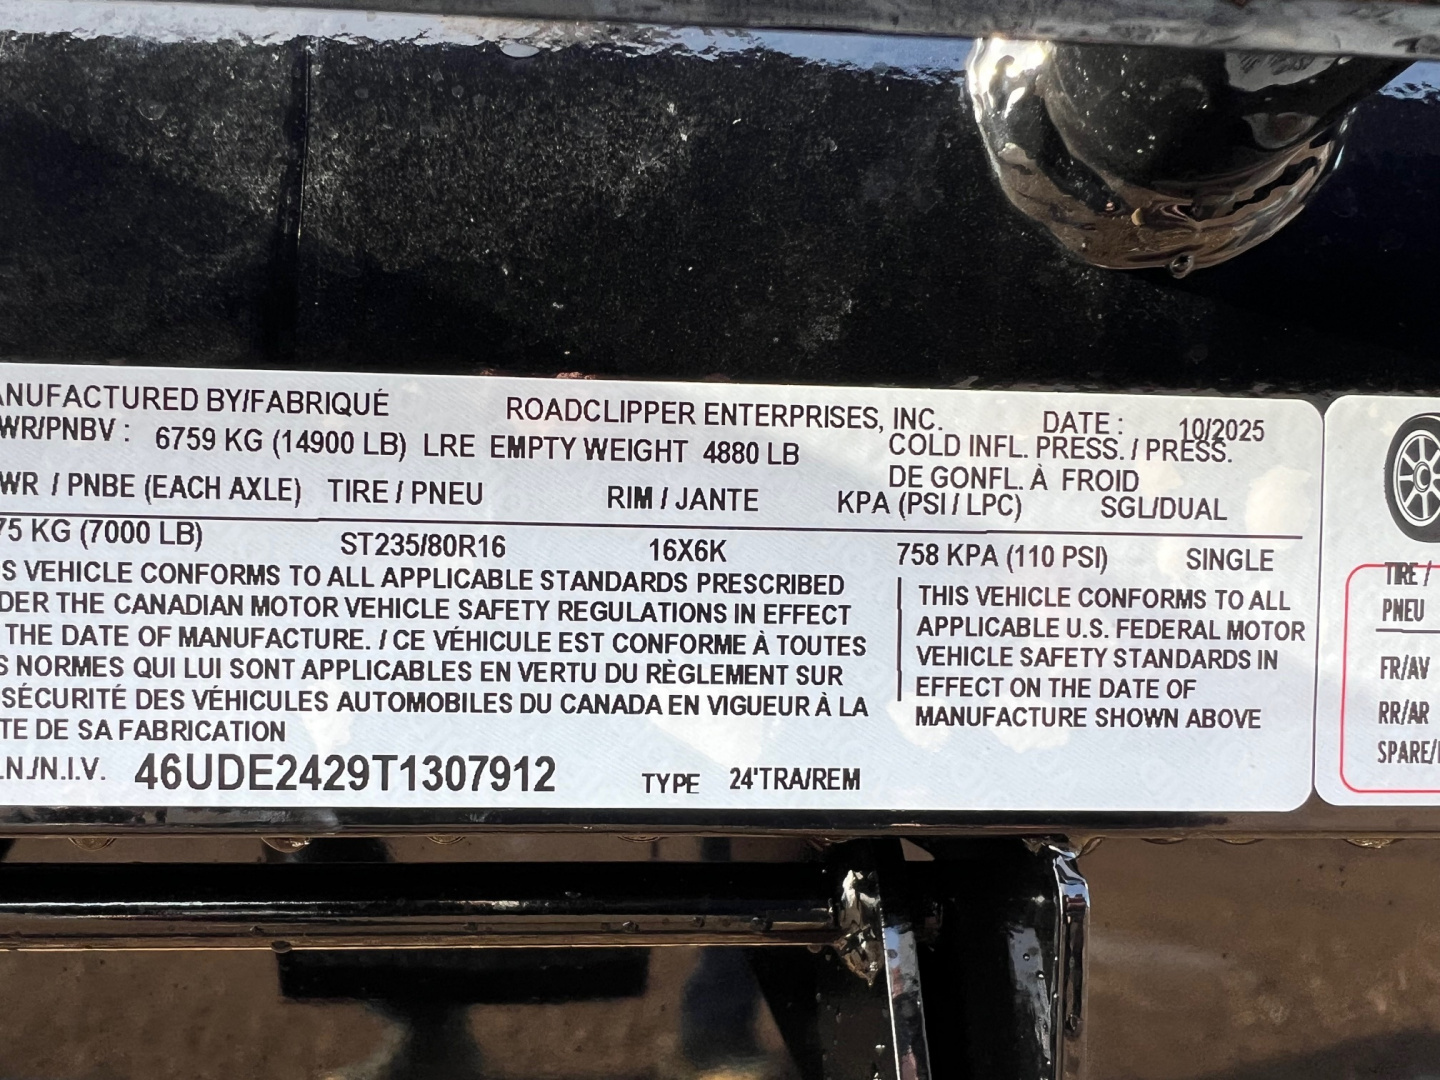 ANUFACTURED BY/FABRIQUÉ ROADCLIPPER ENTERPRISES, INC. DATE : 10/2025
WR/PNBV : 6759 KG (14900 LB) LRE EMPTY WEIGHT 4880 LB COLD INFL. PRESS. / PRESS.
DE GONFL. À FROID
WR / PNBE (EACH AXLE) TIRE / PNEU RIM / JANTE KPA (PSI / LPC) SGL/DUAL
75 KG (7000 LB) ST235/80R16 16X6K 758 KPA (110 PSI) SINGLE
S VEHICLE CONFORMS TO ALL APPLICABLE STANDARDS PRESCRIBED
DER THE CANADIAN MOTOR VEHICLE SAFETY REGULATIONS IN EFFECT
THE DATE OF MANUFACTURE. / CE VÉHICULE EST CONFORME À TOUTES
S NORMES QUI LUI SONT APPLICABLES EN VERTU DU RÈGLEMENT SUR
SÉCURITÉ DES VÉHICULES AUTOMOBILES DU CANADA EN VIGUEUR À LA
TE DE SA FABRICATION
THIS VEHICLE CONFORMS TO ALL
APPLICABLE U.S. FEDERAL MOTOR
VEHICLE SAFETY STANDARDS IN
EFFECT ON THE DATE OF
MANUFACTURE SHOWN ABOVE
.N./N.I.V. 46UDE2429T1307912 TYPE 24'TRA/REM
TIRE /
PNEU
FR/AV
RR/AR
SPARE/